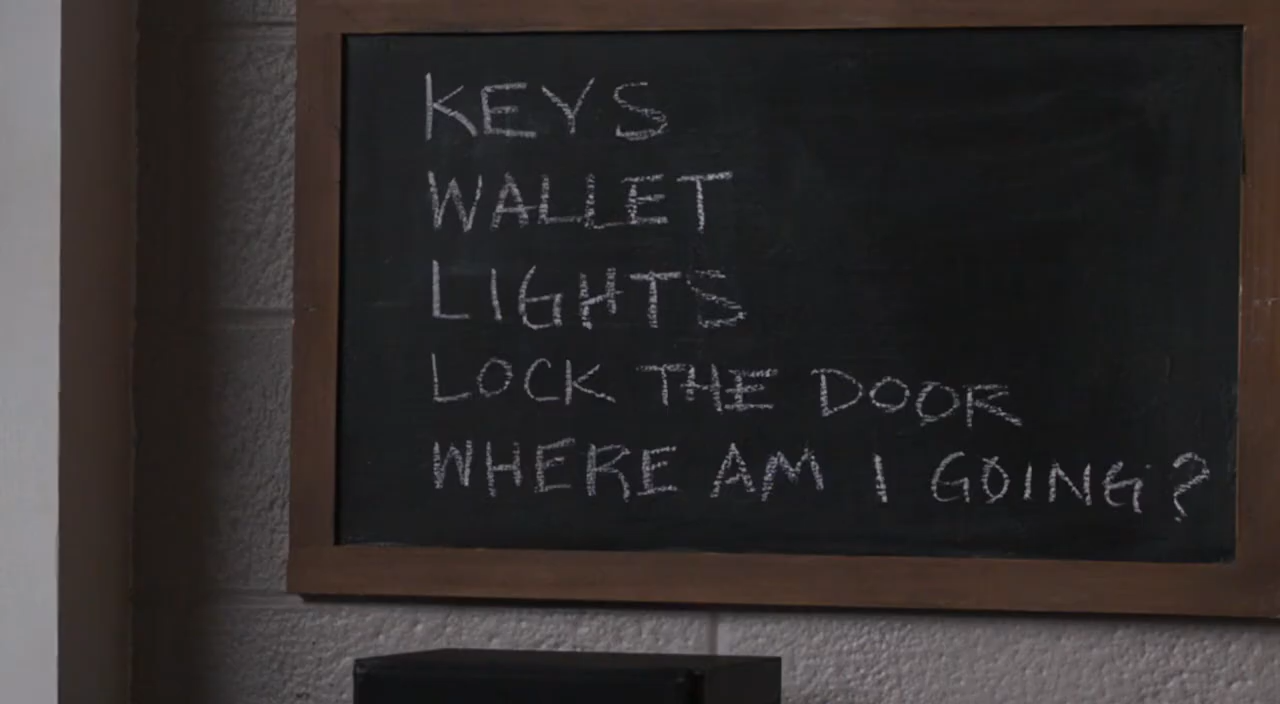 KEYS
WALLET
LIGHTS
LOCK THE DOOR
WHERE AM I GOING?